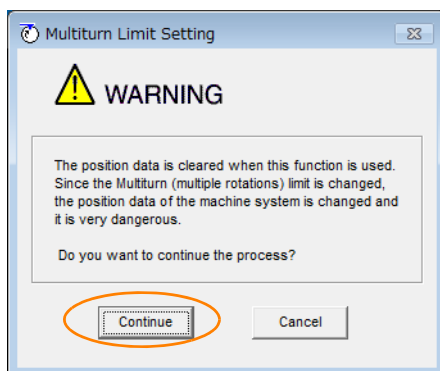 Multiturn Limit Setting
WARNING
The position data is cleared when this function is used.
Since the Multiturn (multiple rotations) limit is changed,
the position data of the machine system is changed and
it is very dangerous.
Do you want to continue the process?
Continue
Cancel